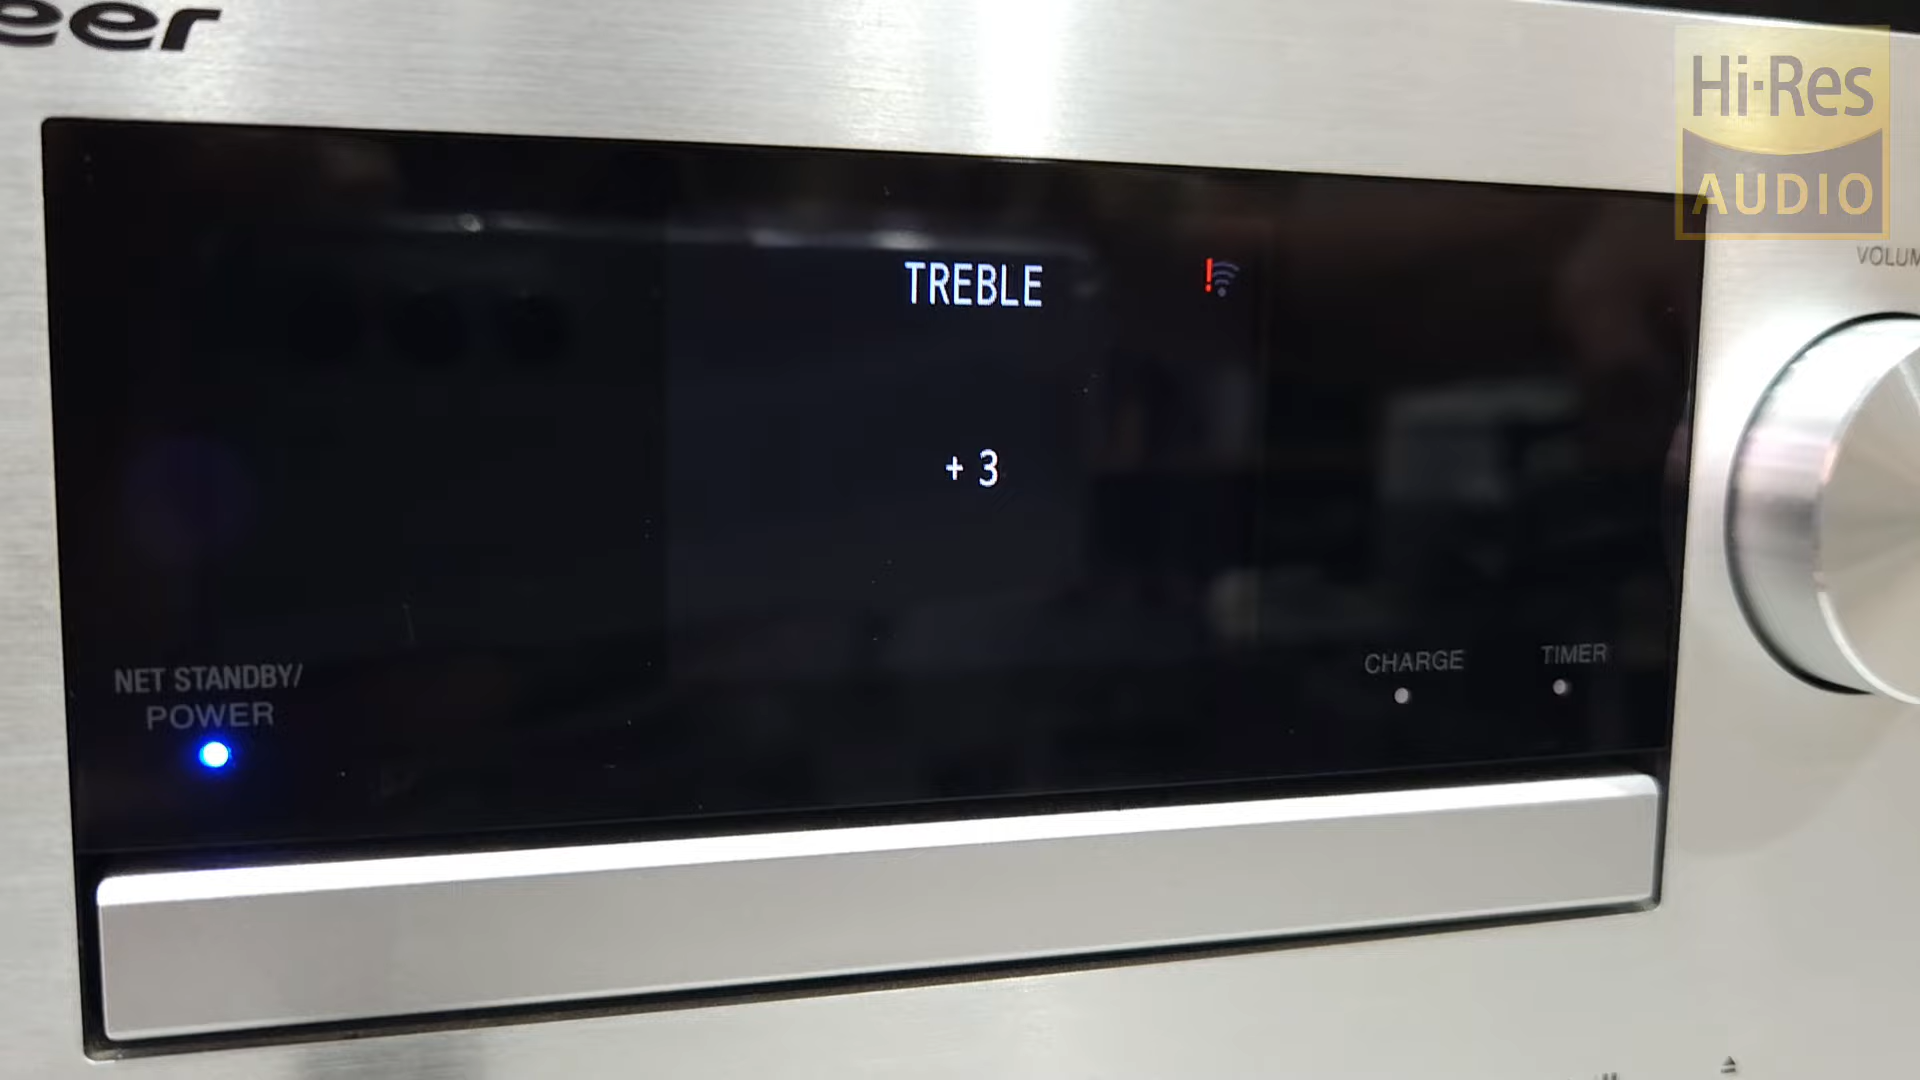 eer
Hi-Res
AUDIO
VOLUM
TREBLE
!
+ 3
NET STANDBY/
POWER
CHARGE
TIMER